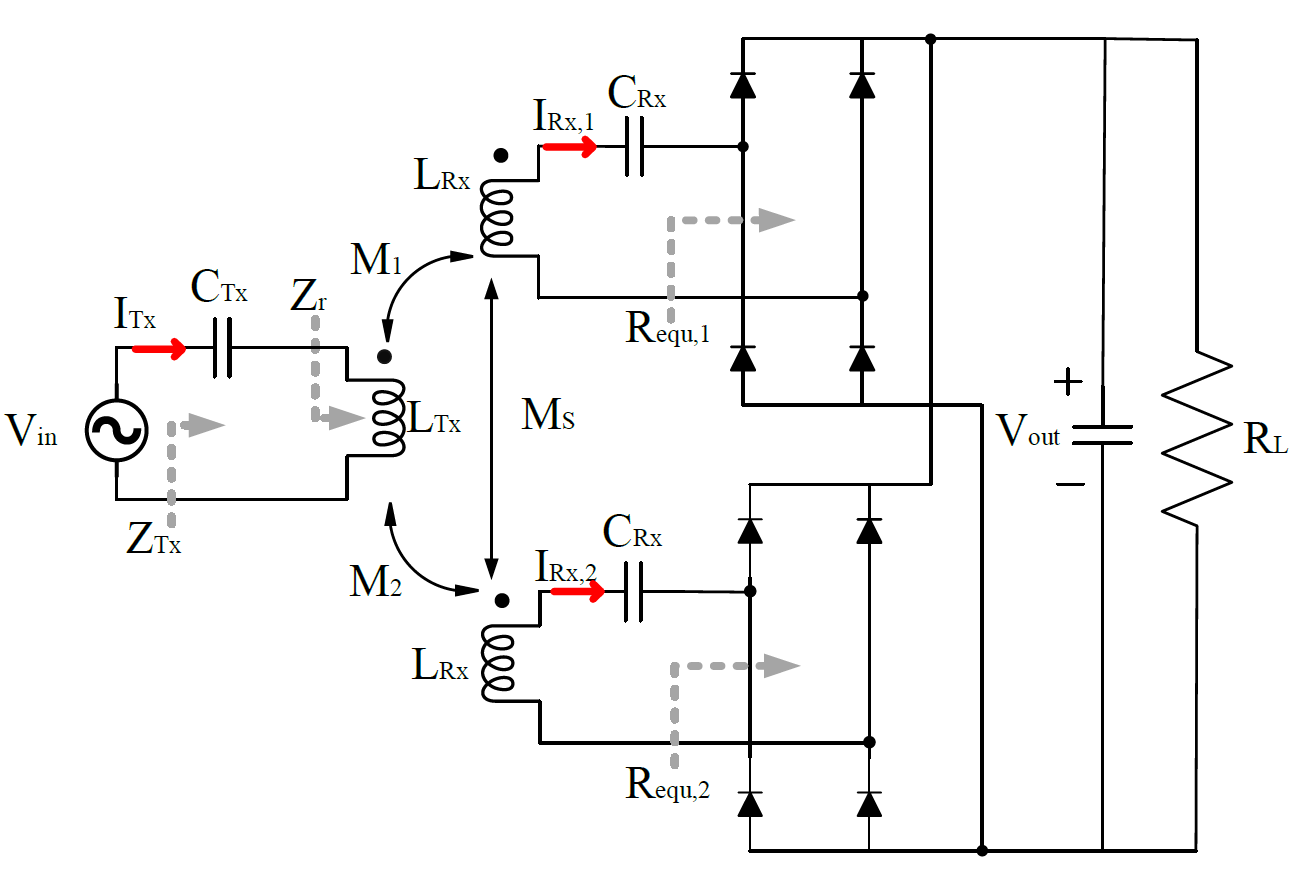 CRx
IRx,1
LRx
M1
CTx
Zr
ITx
Requ,1
LTx
MS
Vin
+
Vout
−
RL
ZTx
CRx
IRx,2
M2
LRx
Requ,2